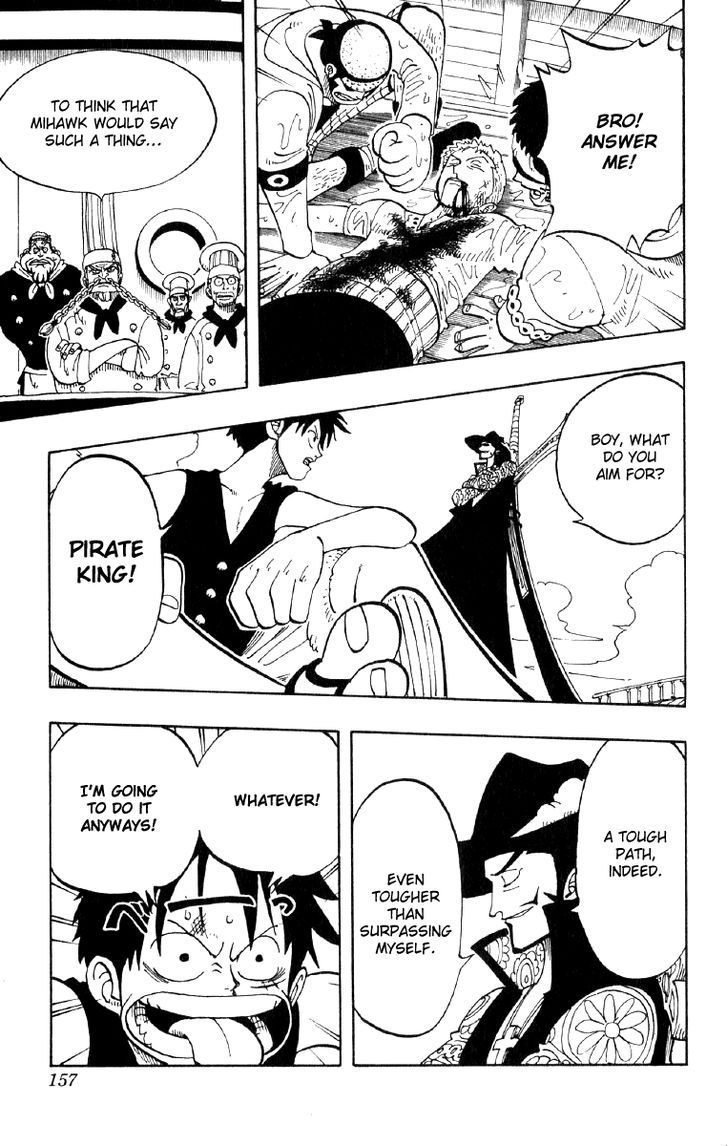 BRO!
ANSWER
ME!
TO THINK THAT
MIHAWK WOULD SAY
SUCH A THING...
BOY, WHAT
DO YOU
AIM FOR?
PIRATE
KING!
A TOUGH
PATH,
INDEED.
EVEN
TOUGHER
THAN
SURPASSING
MYSELF.
WHATEVER!
I'M GOING
TO DO IT
ANYWAYS!
157